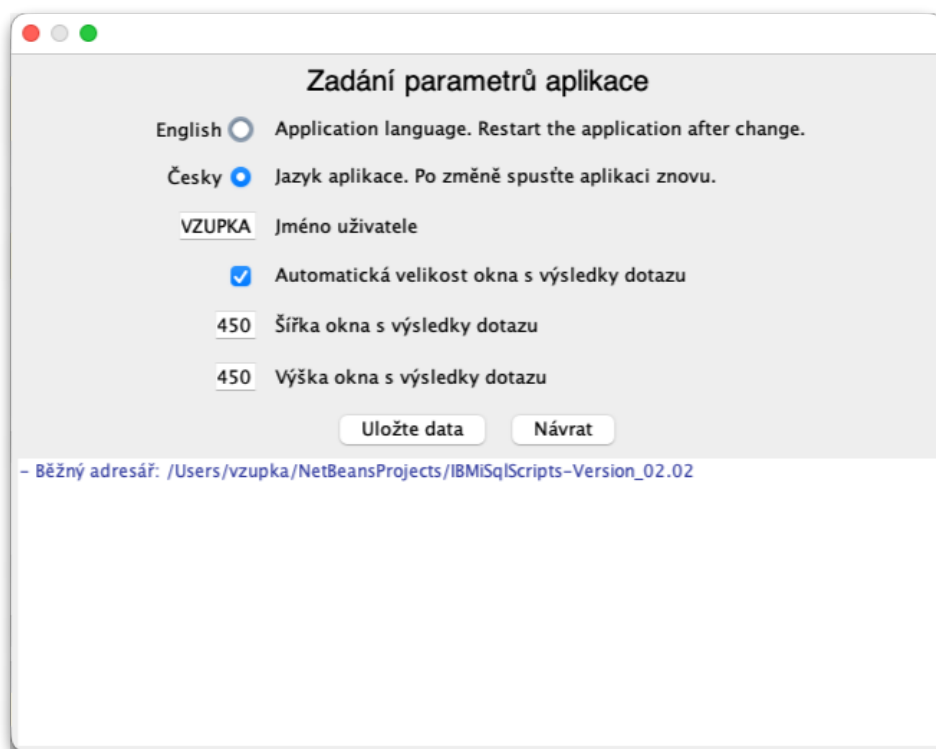 Zadání parametrů aplikace
English Application language. Restart the application after change.
Česky Jazyk aplikace. Po změně spusťte aplikaci znovu.
VZUPKA Jméno uživatele
Automatická velikost okna s výsledky dotazu
450 Šířka okna s výsledky dotazu
450 Výška okna s výsledky dotazu
Uložte data Návrat
- Běžný adresář: /Users/vzupka/NetBeansProjects/IBMiSqlScripts-Version_02.02